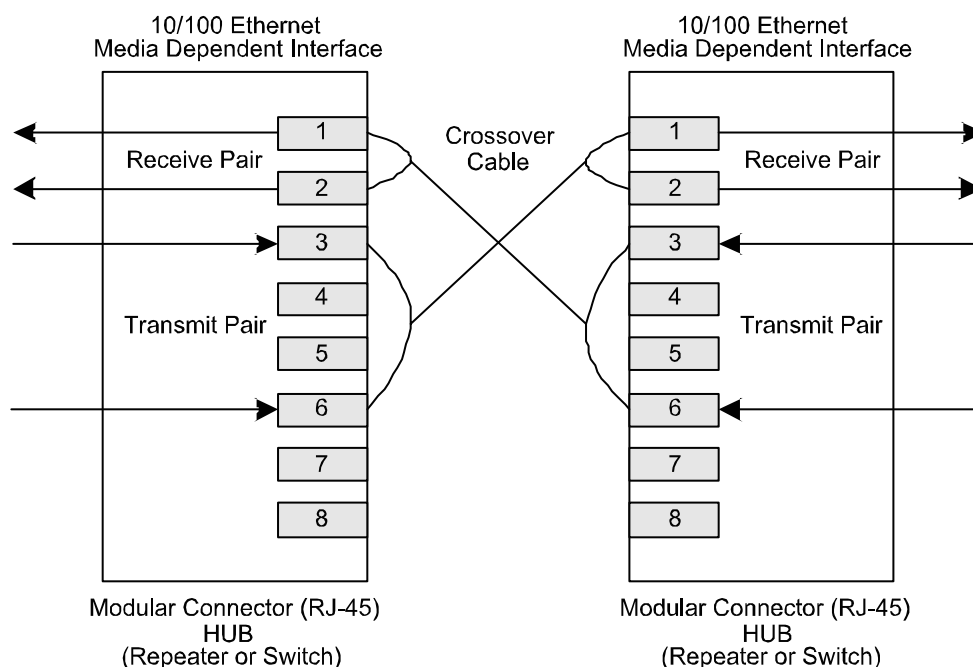 10/100 Ethernet
Media Dependent Interface
10/100 Ethernet
Media Dependent Interface
1
Receive Pair
2
3
4
Transmit Pair
5
6
7
8
Crossover
Cable
1
Receive Pair
2
3
4
Transmit Pair
5
6
7
8
Modular Connector (RJ-45)
HUB
(Repeater or Switch)
Modular Connector (RJ-45)
HUB
(Repeater or Switch)